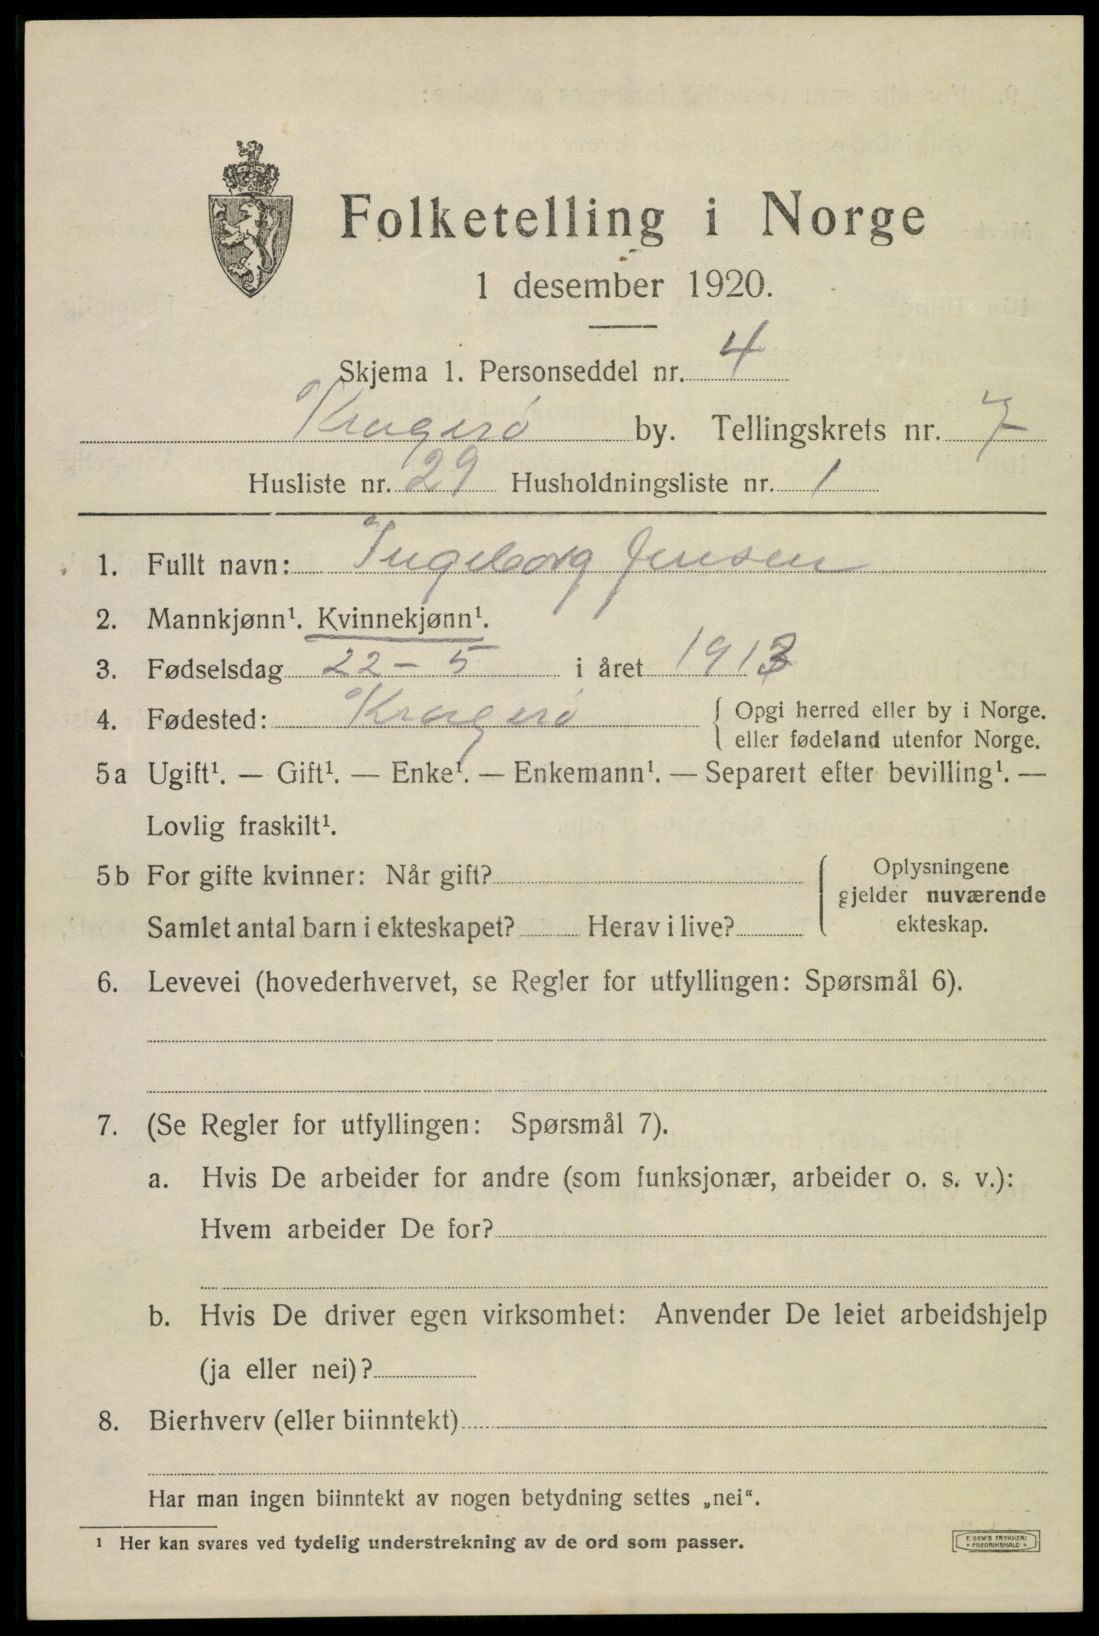 Folketelling i Norge
1 desember 1920.
Skjema 1. Personseddel nr. 4
Kragerø by. Tellingskrets nr. 7
Husliste nr. 29 Husholdningsliste nr. 1
1. Fullt navn: Ingeborg Jensen
2. Mannkjønn¹. Kvinnekjønn¹.
3. Fødselsdag 22-5 i året 1913
4. Fødested: Kragerø { Opgi herred eller by i Norge.
eller fødeland utenfor Norge.
5a Ugift¹. — Gift¹. — Enke¹. — Enkemann¹. — Separert efter bevilling¹. —
Lovlig fraskilt¹.
5b For gifte kvinner: Når gift?
Samlet antal barn i ekteskapet? Herav i live?
Oplysningene
gjelder nuværende
ekteskap.
6. Levevei (hovederhvervet, se Regler for utfyllingen: Spørsmål 6).
7. (Se Regler for utfyllingen: Spørsmål 7).
a. Hvis De arbeider for andre (som funksjonær, arbeider o. s. v.):
Hvem arbeider De for?
b. Hvis De driver egen virksomhet: Anvender De leiet arbeidshjelp
(ja eller nei)?
8. Bierhverv (eller biinntekt)
Har man ingen biinntekt av nogen betydning settes „nei“.
¹ Her kan svares ved tydelig understrekning av de ord som passer.
E. SEM'S TRYKKERI
• FREDRIKSHALD •